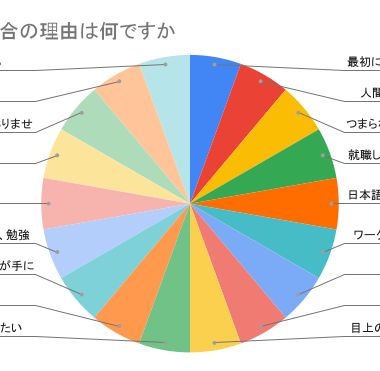 合の理由は何ですか
最初に
人間
りませ
つまらな
就職し
日本語
、勉強
ワーク
が手に
たい
目上の